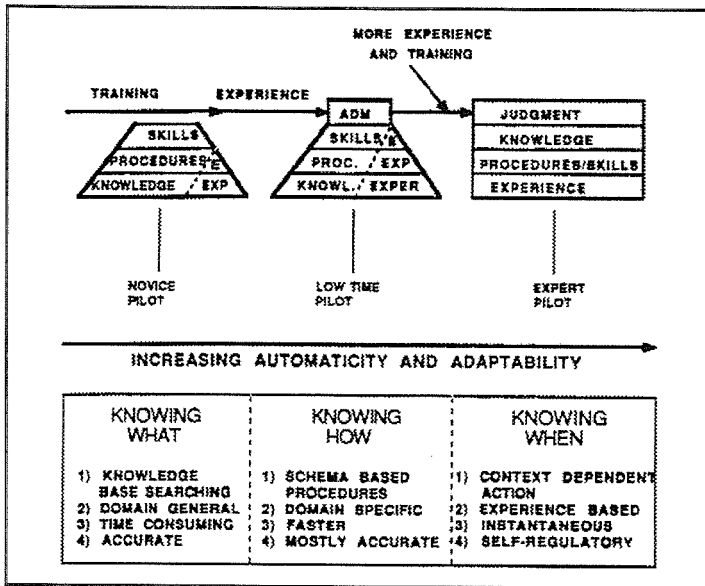 MORE EXPERIENCE
AND TRAINING
TRAINING
EXPERIENCE
ADM
SKILLS
PROCEDURES 'E
KNOWLEDGE EXP
SKILLS 'E
PROC. EXP
KNOWL. EXPER
JUDGMENT
KNOWLEDGE
PROCEDURES/SKILLS
EXPERIENCE
NOVICE
PILOT
LOW TIME
PILOT
EXPERT
PILOT
INCREASING AUTOMATICITY AND ADAPTABILITY
KNOWING
WHAT
1) KNOWLEDGE
BASE SEARCHING
2) DOMAIN GENERAL
3) TIME CONSUMING
4) ACCURATE
KNOWING
HOW
1) SCHEMA BASED
PROCEDURES
2) DOMAIN SPECIFIC
3) FASTER
4) MOSTLY ACCURATE
KNOWING
WHEN
1) CONTEXT DEPENDENT
ACTION
2) EXPERIENCE BASED
3) INSTANTANEOUS
4) SELF-REGULATORY